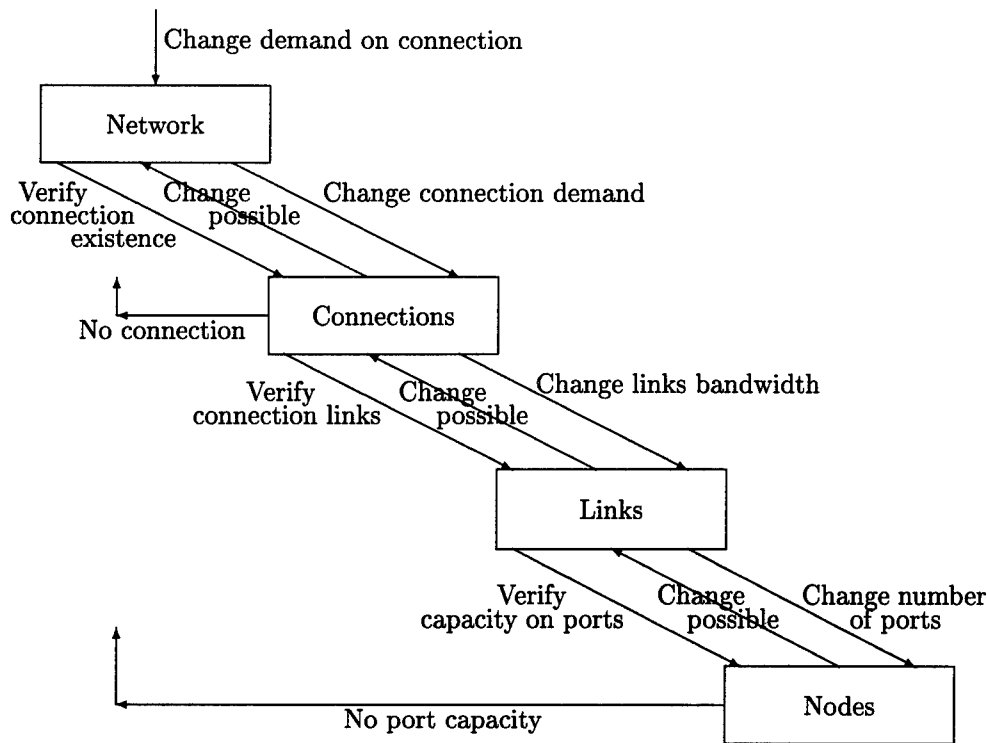 Change demand on connection
Network
Verify
connection
existence
Change
possible
Change connection demand
Connections
No connection
Verify
connection links
Change
possible
Change links bandwidth
Links
Verify
capacity on ports
Change
possible
Change number
of ports
Nodes
No port capacity